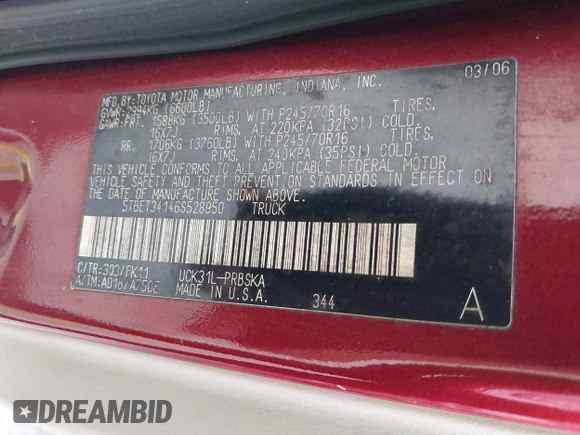 MFD.BY:TOYOTA MOTOR MANUFACTURING, INDIANA, INC. 03/06
GVWR:2994KG (6600LB)
GAWR:FRT. 1588KG (3500LB) WITH P245/70R16 TIRES,
16X7J RIMS, AT 220KPA (32PSI) COLD.
RR. 1706KG (3760LB) WITH P245/70R16 TIRES,
16X7J RIMS, AT 240KPA (35PSI) COLD.
THIS VEHICLE CONFORMS TO ALL APPLICABLE FEDERAL MOTOR
VEHICLE SAFETY AND THEFT PREVENTION STANDARDS IN EFFECT ON
THE DATE OF MANUFACTURE SHOWN ABOVE.
5TBET34146S528950 TRUCK
C/TR:3Q3/FK11 UCK31L-PRBSKA
A/TM:A016/A750E MADE IN U.S.A. 344 A
DREAMBID